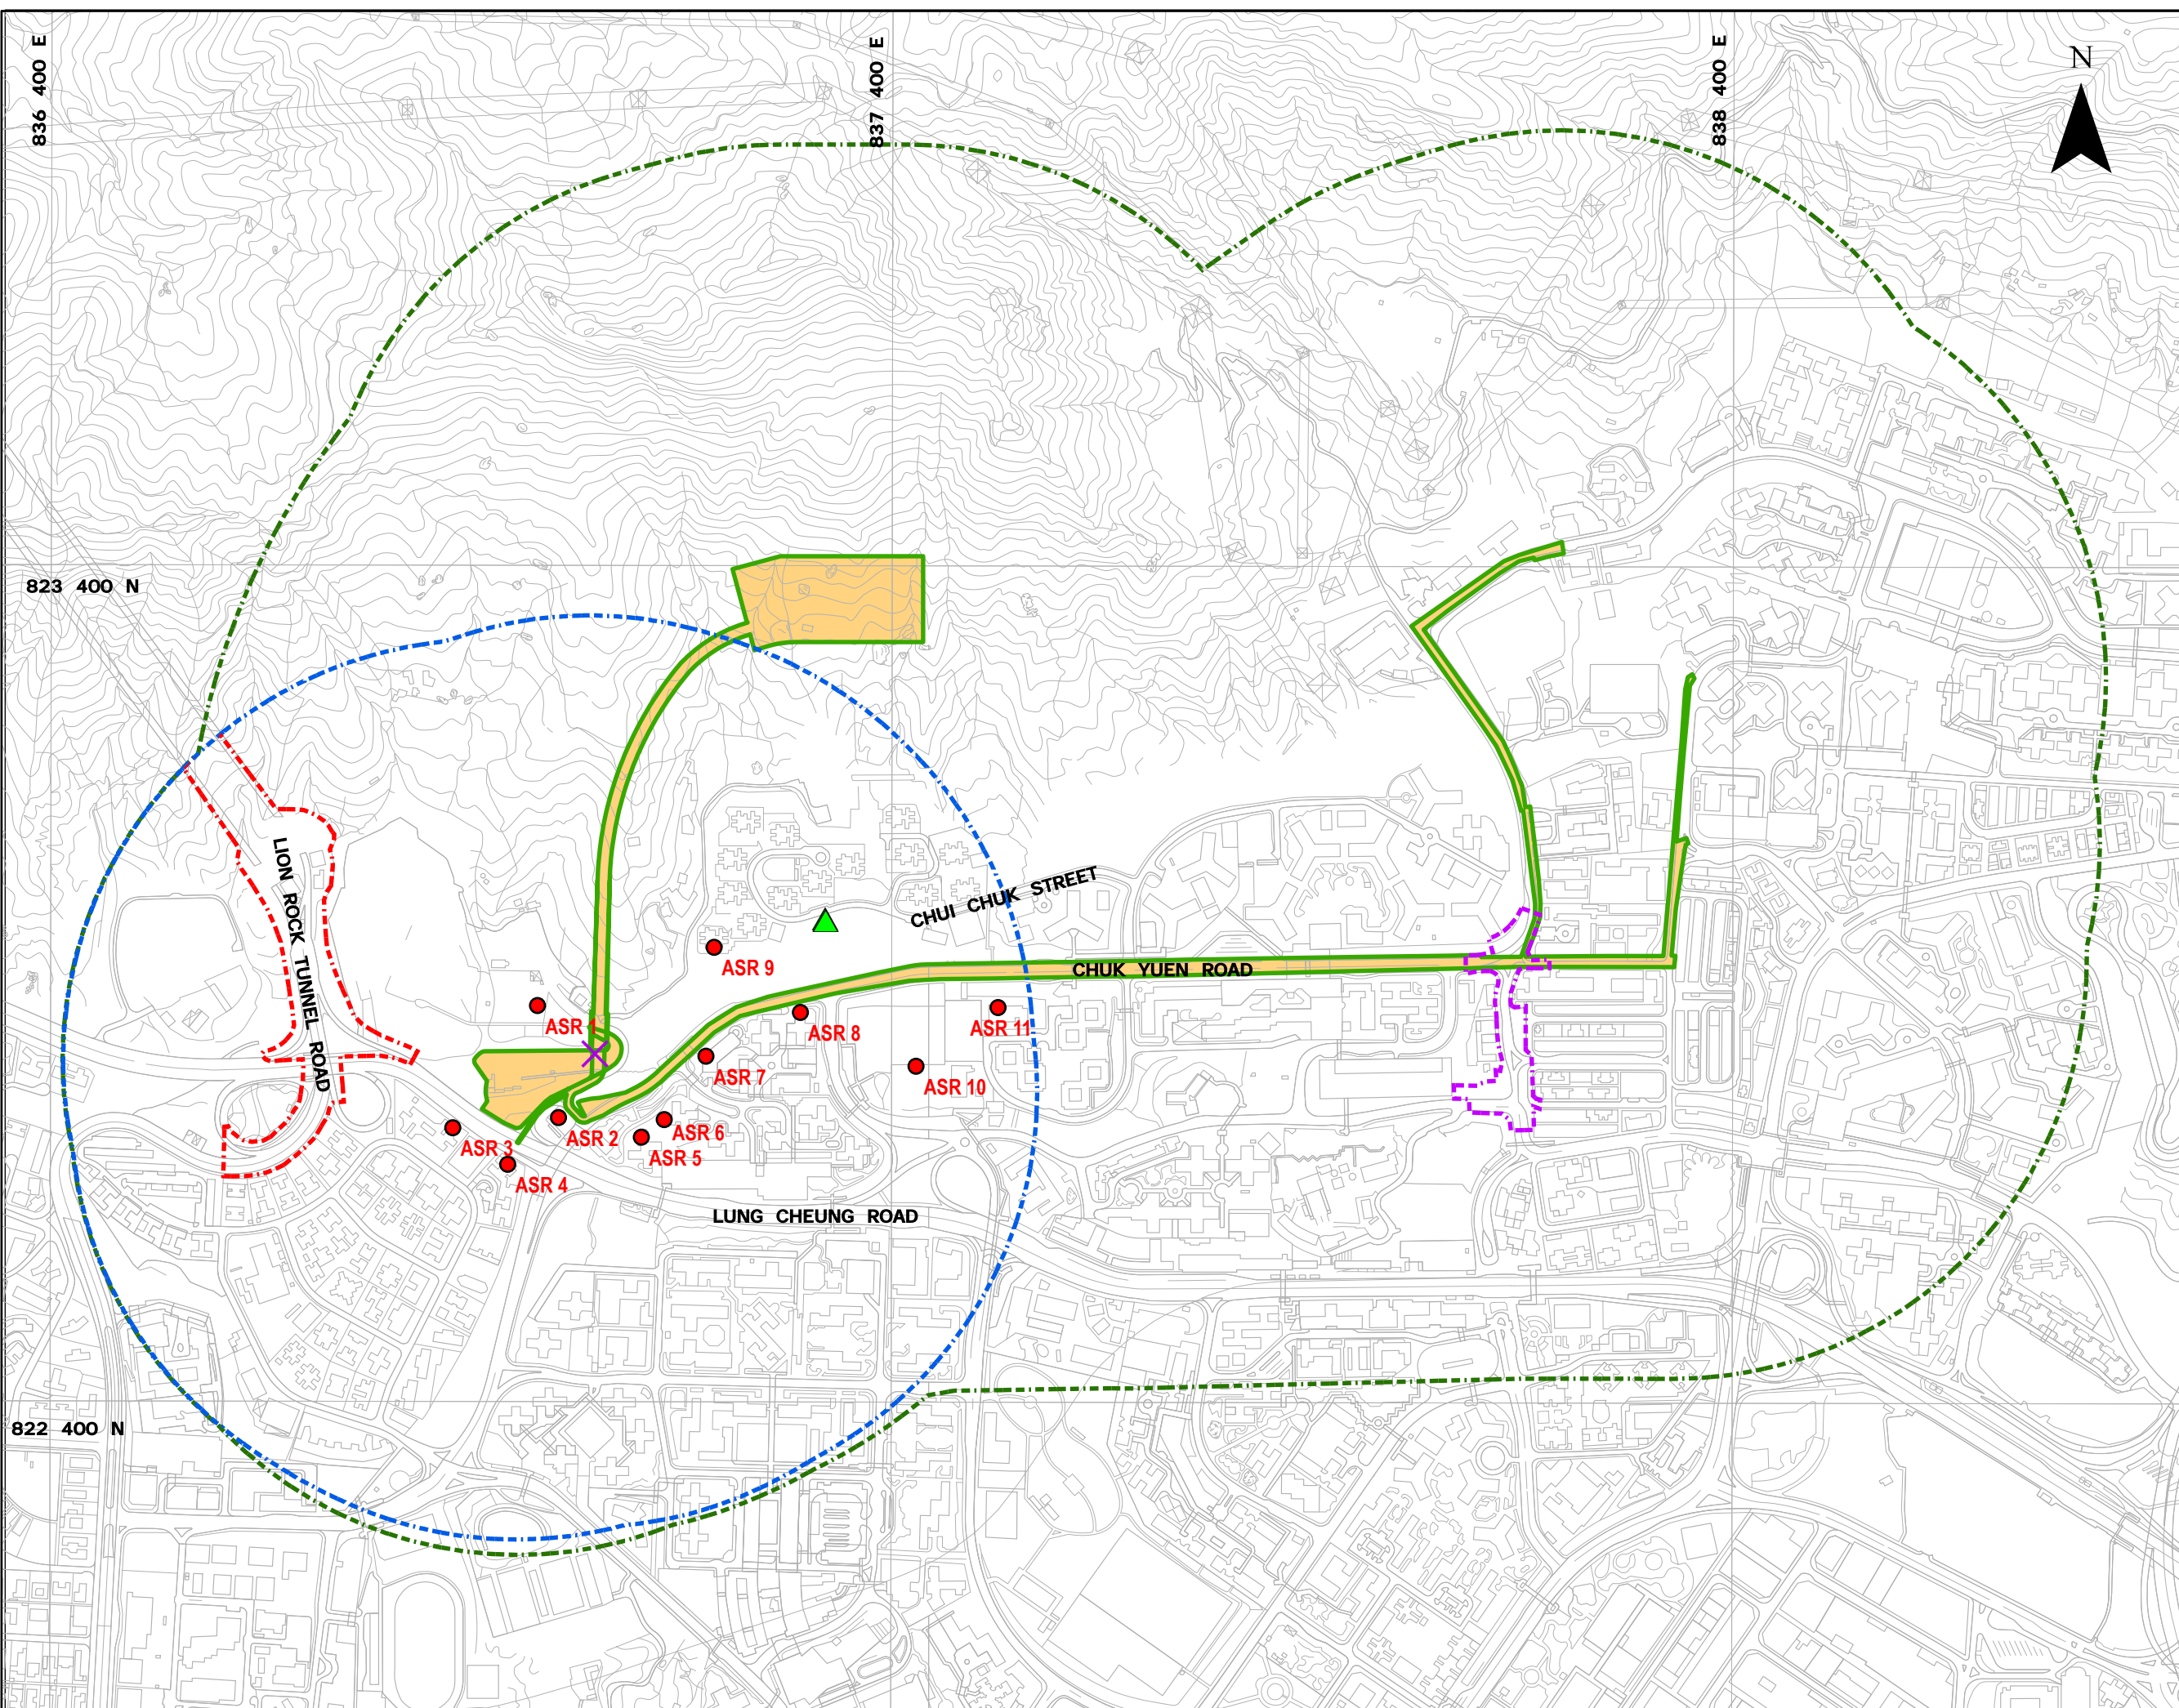 836 400 E
837 400 E
838 400 E
N
823 400 N
LION ROCK TUNNEL ROAD
CHUI CHUK STREET
ASR 9
CHUK YUEN ROAD
ASR 1
ASR 8
ASR 11
ASR 7
ASR 10
ASR 6
ASR 2
ASR 3
ASR 5
ASR 4
LUNG CHEUNG ROAD
822 400 N